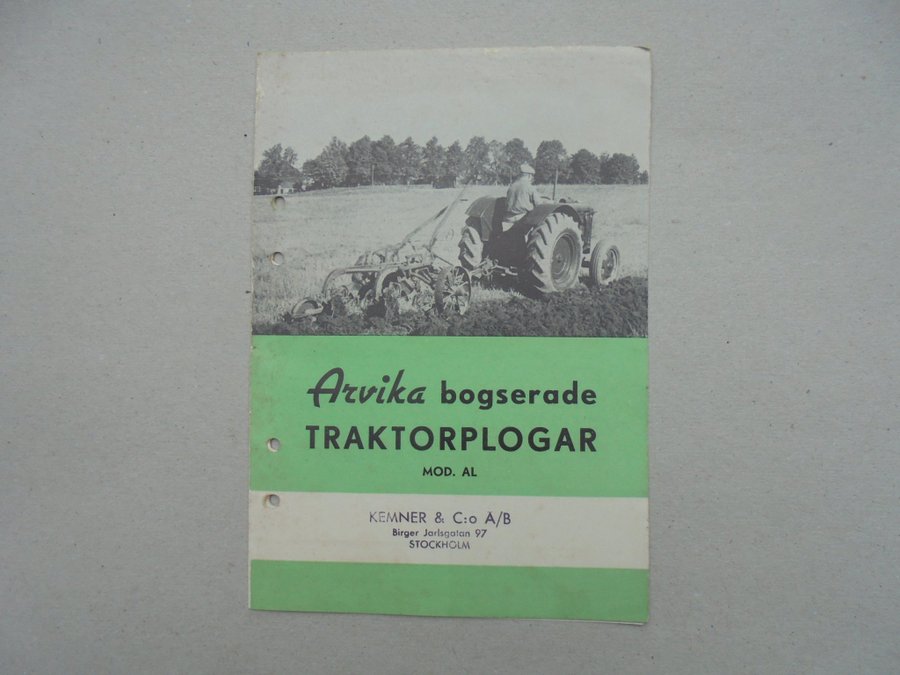 Arvika bogserade
TRAKTORPLOGAR
MOD. AL
KEMNER & C:o A/B
Birger Jarlsgatan 97
STOCKHOLM